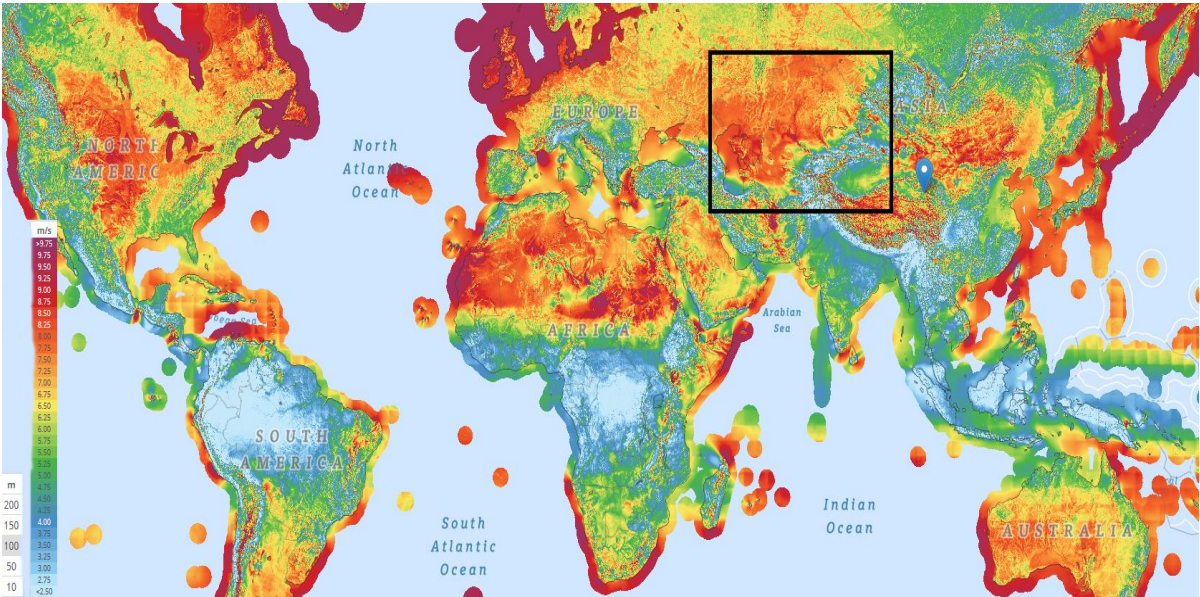 NORTH
AMERIC
North
Atlantic
Ocean
EUROPE
ASIA
m/s
>9.75
9.75
9.50
9.25
9.00
8.75
8.50
8.25
8.00
7.75
7.50
7.25
7.00
6.75
6.50
6.25
6.00
5.75
5.50
5.25
5.00
4.75
4.50
4.25
4.00
3.75
3.50
3.25
3.00
2.75
<2.50
m
200
150
100
50
10
AFRICA
Arabian
Sea
SOUTH
AMERICA
South
Atlantic
Ocean
Indian
Ocean
AUSTRALIA